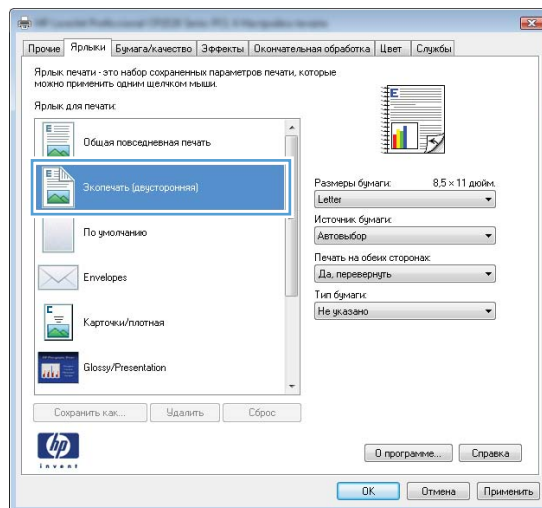 Прочие Ярлыки Бумага/качество Эффекты Окончательная обработка Цвет Службы
Ярлык печати - это набор сохраненных параметров печати, которые
можно применить одним щелчком мыши.
Ярлык для печати:
Общая повседневная печать
Экопечать (двусторонняя)
По умолчанию
Envelopes
Карточки/плотная
Glossy/Presentation
Размеры бумаги: 8,5 × 11 дюйм.
Letter
Источник бумаги:
Автовыбор
Печать на обеих сторонах:
Да, перевернуть
Тип бумаги:
Не указано
Сохранить как... Удалить Сброс
hp
invent
О программе... Справка
OK Отмена Применить